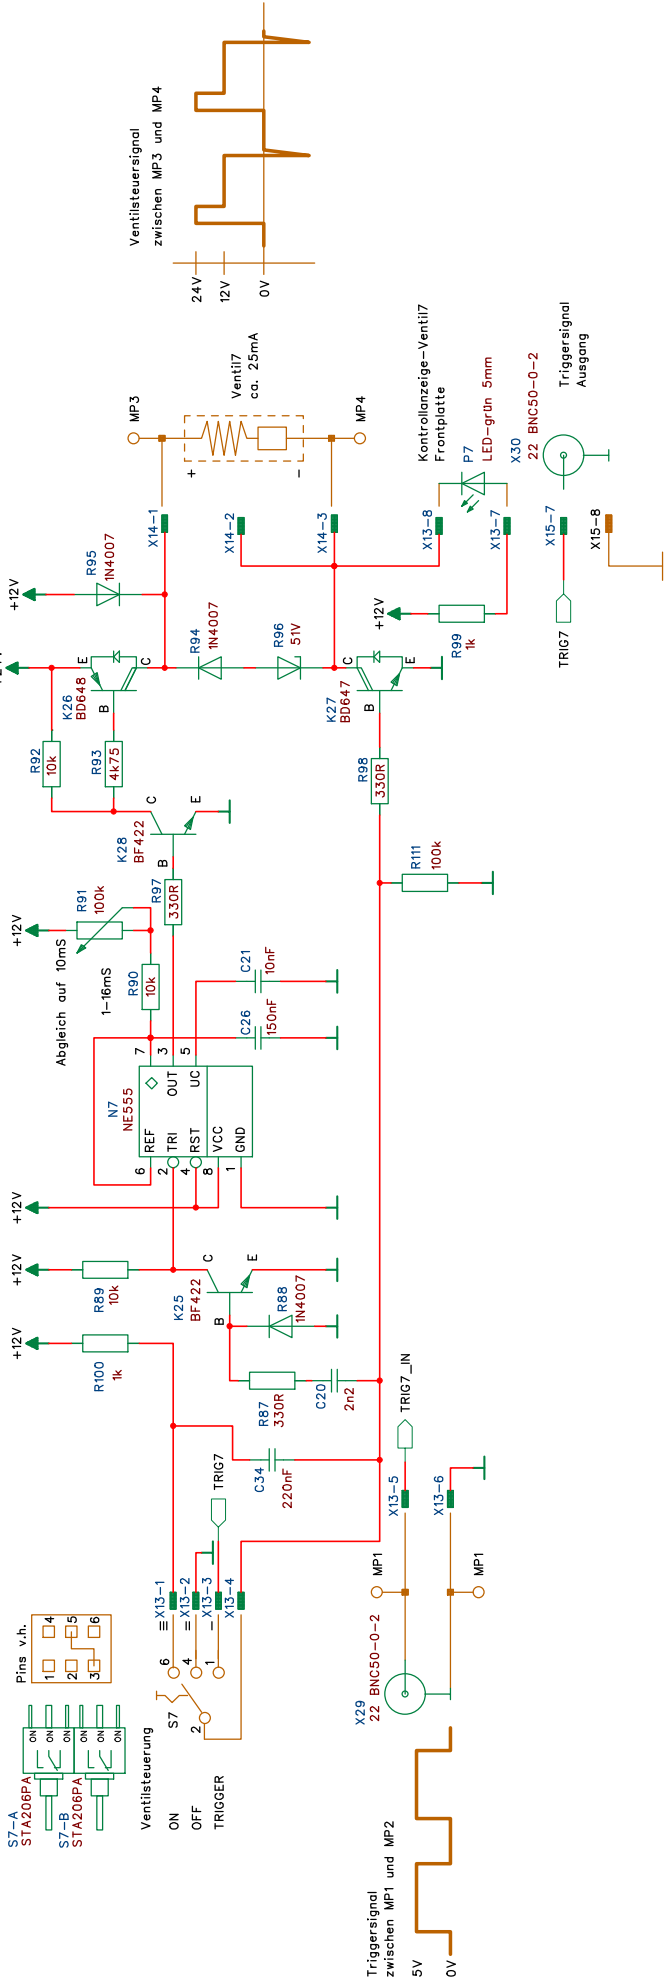 Ventilsteuersignal
zwischen MP3 und MP4
24V
12V
0V
Ventil7
ca. 25mA
MP3
MP4
+
−
Kontrollanzeige-Ventil7
Frontplatte
P7
LED-grün 5mm
X30
22 BNC50-0-2
Triggersignal
Ausgang
X14-1
X14-2
X14-3
X13-8
X13-7
X15-7
X15-8
TRIG7
+12V
R95
1N4007
R94
1N4007
R96
51V
+12V
R99
1k
K26
BD648
E
C
B
K27
BD647
C
E
B
R92
10k
R93
4k75
R98
330R
K28
BF422
C
E
B
R97
330R
R111
100k
+12V
R91
100k
Abgleich auf 10mS
1-16mS
R90
10k
C21
10nF
C26
150nF
N7
NE555
7
3
5
OUT
UC
REF
TRI
RST
VCC
GND
6
2
4
8
1
+12V
+12V
R89
10k
+12V
R100
1k
K25
BF422
C
E
B
R88
1N4007
R87
330R
C20
2n2
C34
220nF
TRIG7
TRIG7_IN
X13-1
X13-2
X13-3
X13-4
X13-5
X13-6
MP1
MP1
X29
22 BNC50-0-2
Pins v.h.
1
2
3
4
5
6
S7-A
STA206PA
S7-B
STA206PA
ON
ON
ON
ON
ON
ON
Ventilsteuerung
ON
OFF
TRIGGER
S7
6
4
1
2
Triggersignal
zwischen MP1 und MP2
5V
0V